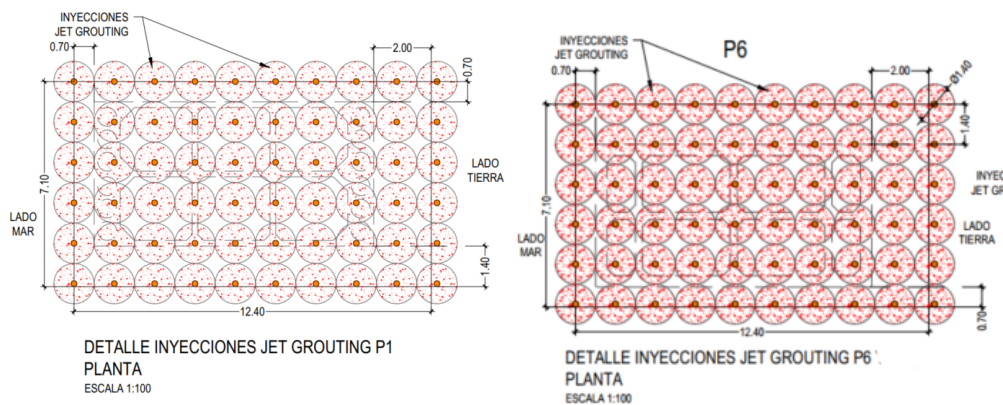 INYECCIONES
JET GROUTING
0.70
2.00
0.70
7.10
LADO
MAR
LADO
TIERRA
1.40
12.40
DETALLE INYECCIONES JET GROUTING P1
PLANTA
ESCALA 1:100
P6
INYECCIONES
JET GROUTING
0.70
2.00
Ø1.40
1.40
INYEC
JET GR
7.10
LADO
MAR
LADO
TIERRA
0.70
12.40
DETALLE INYECCIONES JET GROUTING P6
PLANTA
ESCALA 1:100